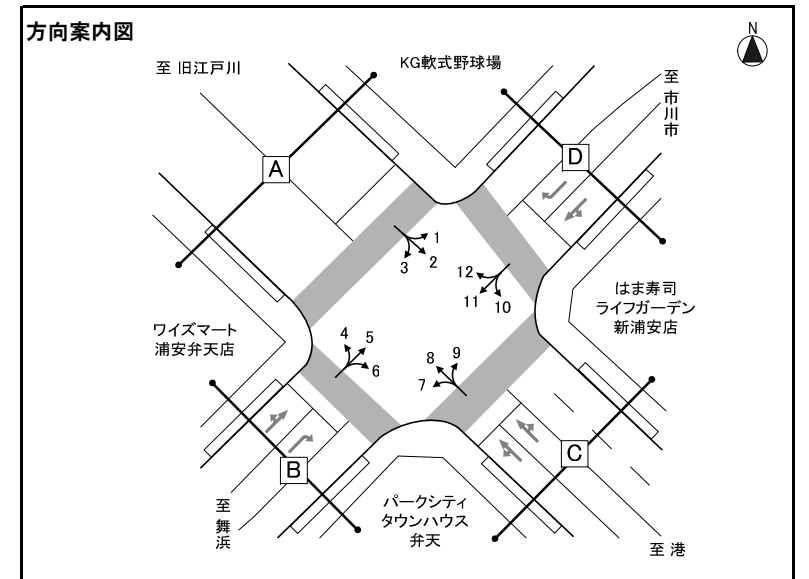 方向案内図
N
至 旧江戸川
KG軟式野球場
至市川市
A
D
1
2
3
12
11
10
はま寿司
ライフガーデン
新浦安店
ワイズマート
浦安弁天店
4
5
6
8
9
7
B
C
至舞浜
パークシティ
タウンハウス
弁天
至 港